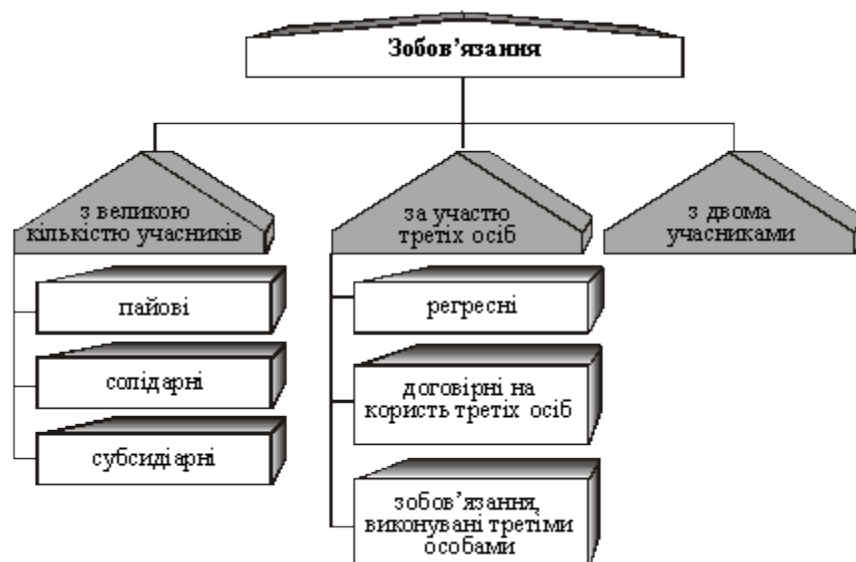 Зобов’язання
з великою
кількістю учасників
за участю
третіх осіб
з двома
учасниками
пайові
солідарні
субсидіарні
регресні
договірні на
користь третіх осіб
зобов’язання,
виконувані третіми
особами